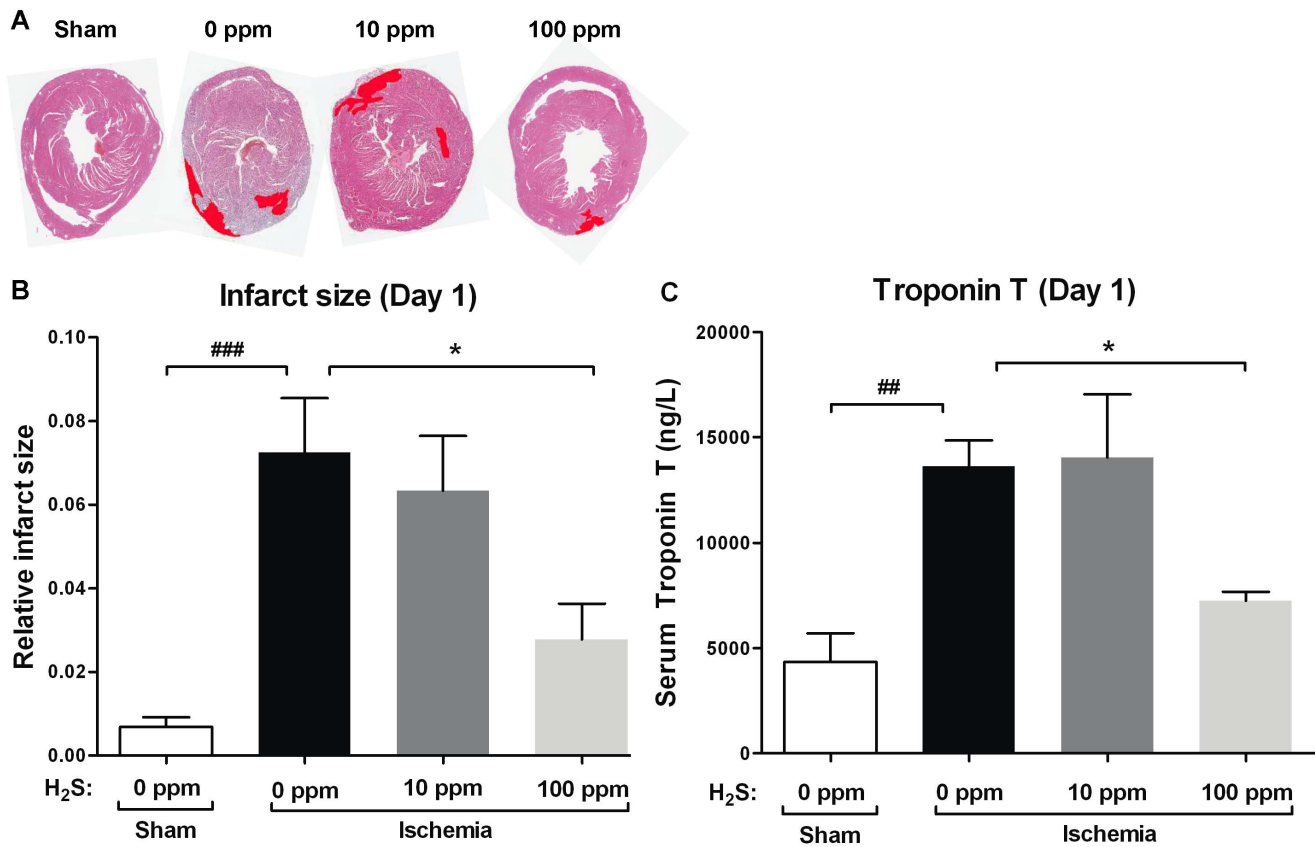 A
Sham 0 ppm 10 ppm 100 ppm
B
Infarct size (Day 1)
Relative infarct size
0.10
0.08
0.06
0.04
0.02
0.00
###
*
H₂S: 0 ppm 0 ppm 10 ppm 100 ppm
Sham Ischemia
C
Troponin T (Day 1)
Serum Troponin T (ng/L)
20000
15000
10000
5000
0
##
*
H₂S: 0 ppm 0 ppm 10 ppm 100 ppm
Sham Ischemia